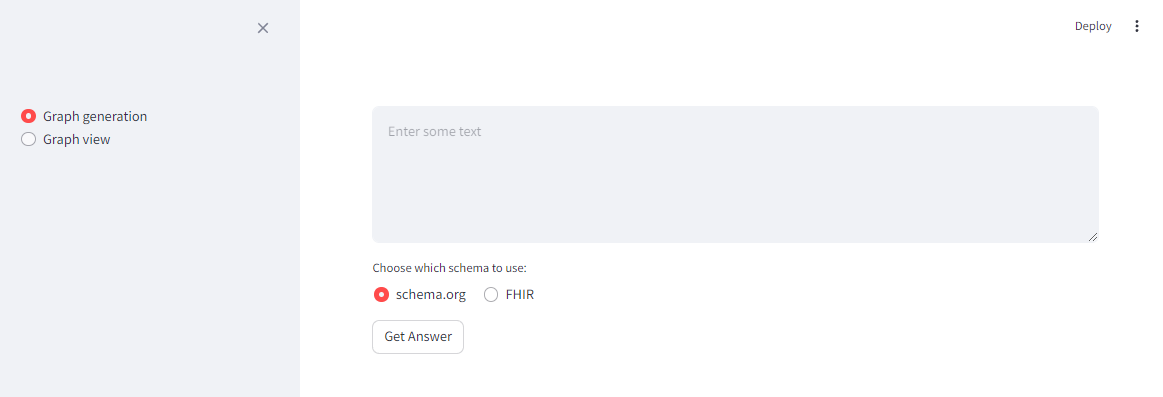 Deploy
Graph generation
Graph view
Enter some text
Choose which schema to use:
schema.org FHIR
Get Answer